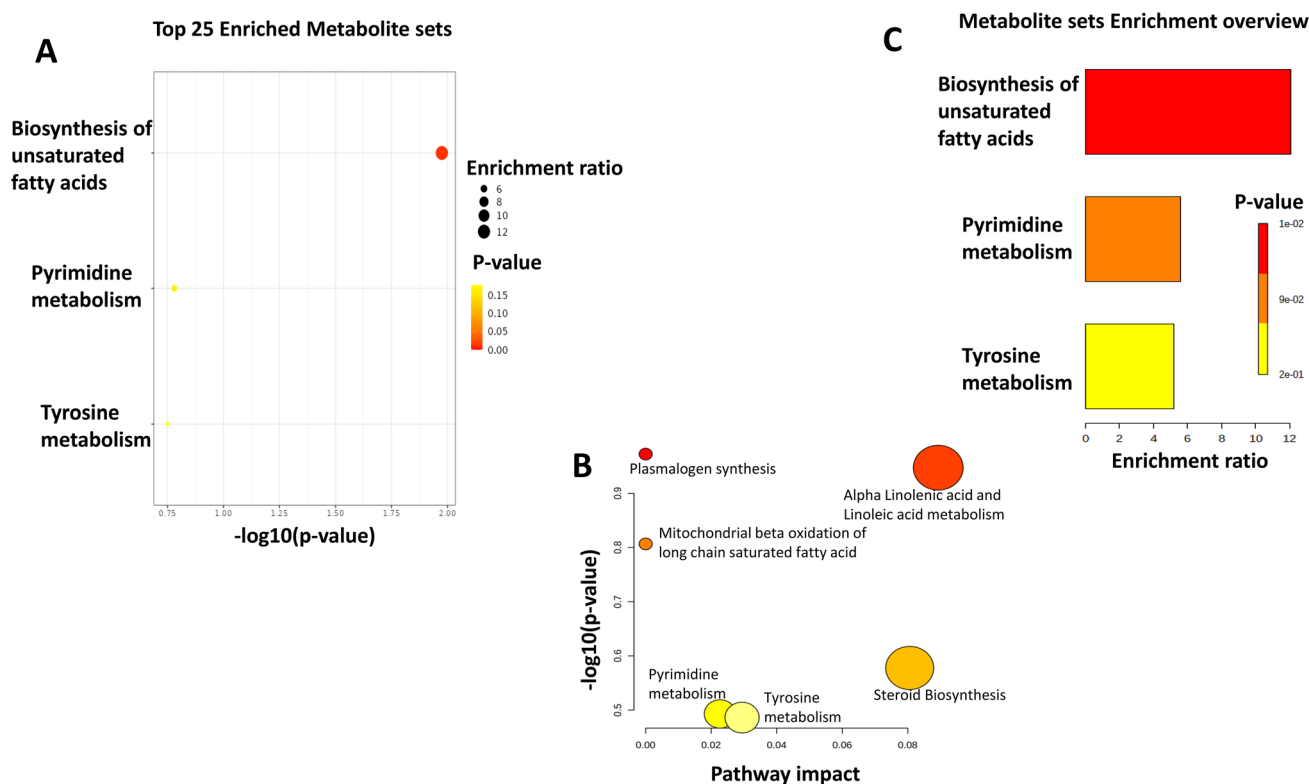 A
Top 25 Enriched Metabolite sets
Biosynthesis of
unsaturated
fatty acids
Pyrimidine
metabolism
Tyrosine
metabolism
0.75 1.00 1.25 1.50 1.75 2.00
-log10(p-value)
Enrichment ratio
6
8
10
12
P-value
0.15
0.10
0.05
0.00
C
Metabolite sets Enrichment overview
Biosynthesis of
unsaturated
fatty acids
Pyrimidine
metabolism
Tyrosine
metabolism
P-value
1e-02
9e-02
2e-01
0 2 4 6 8 10 12
Enrichment ratio
B
Plasmalogen synthesis
Alpha Linolenic acid and
Linoleic acid metabolism
Mitochondrial beta oxidation of
long chain saturated fatty acid
Pyrimidine
metabolism
Tyrosine
metabolism
Steroid Biosynthesis
-log10(p-value)
0.9
0.8
0.7
0.6
0.5
0.00 0.02 0.04 0.06 0.08
Pathway impact